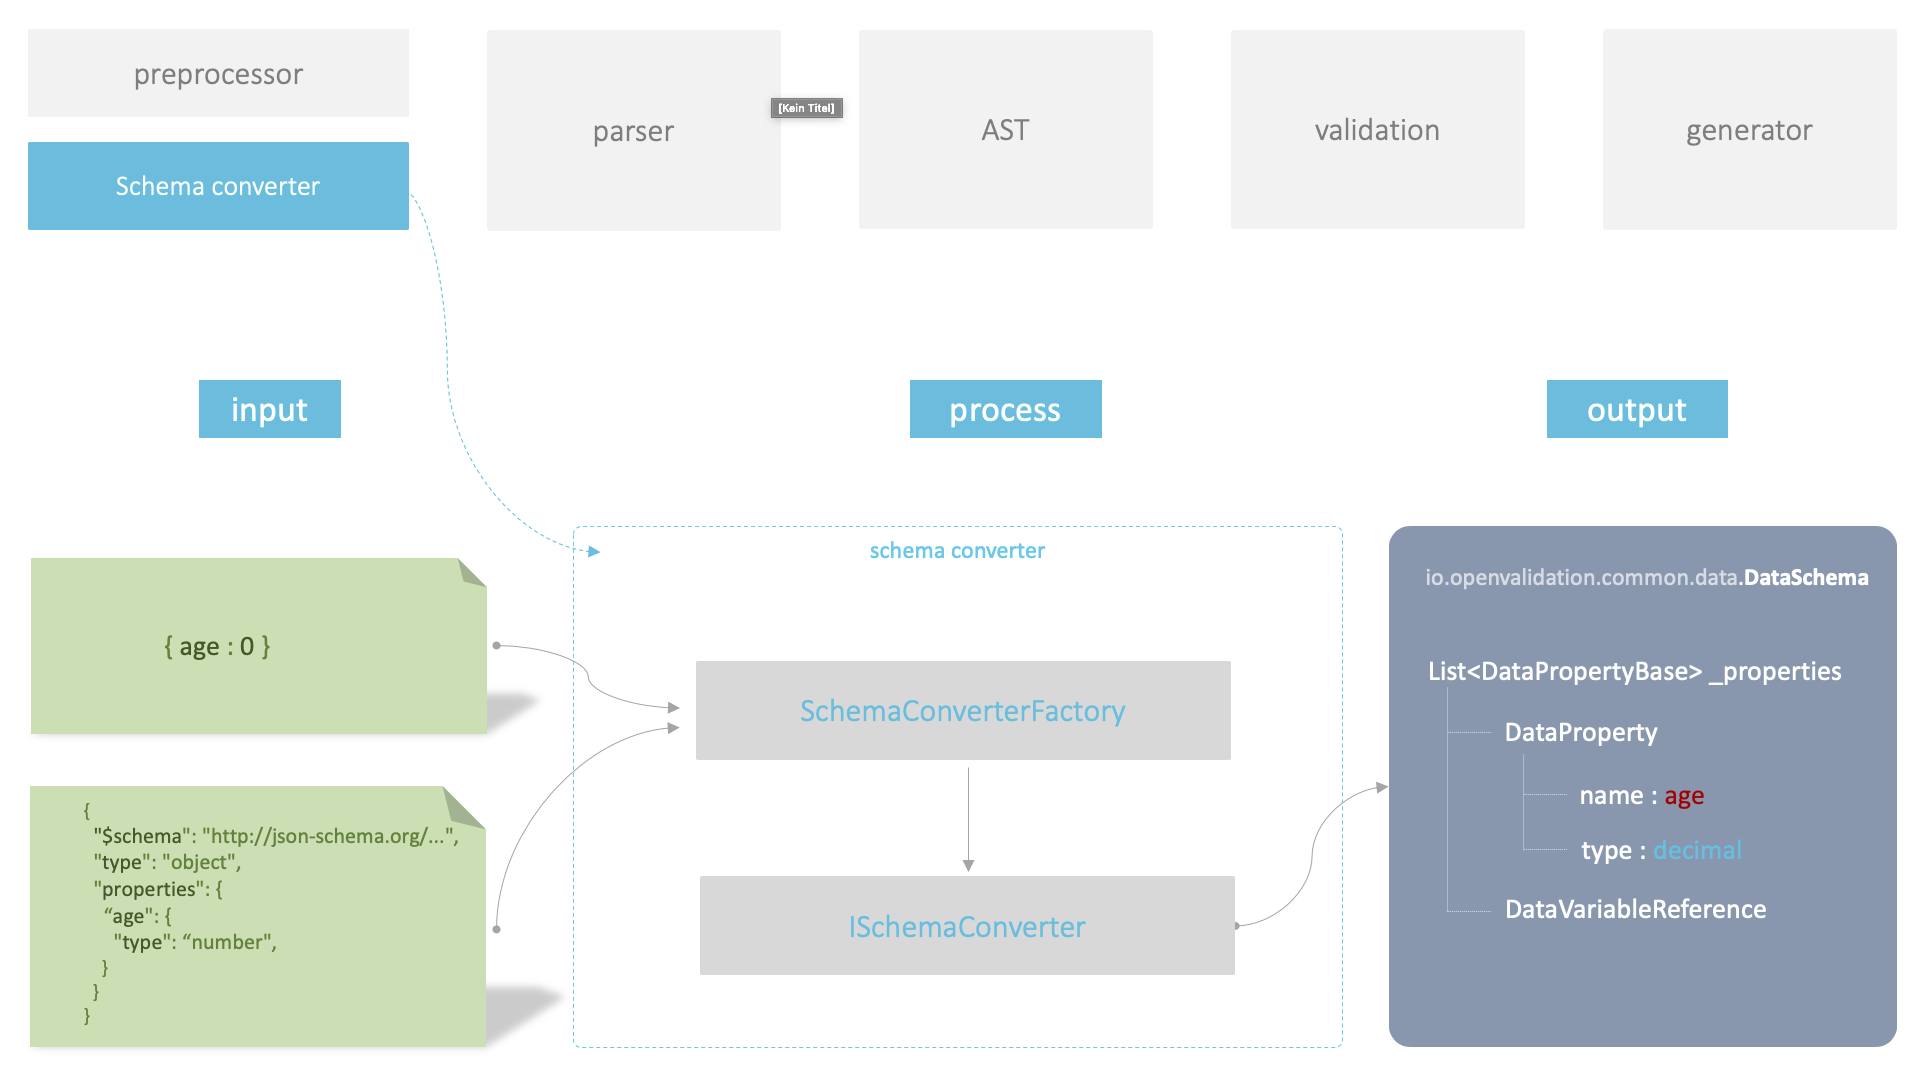 preprocessor
Schema converter
parser
[Kein Titel]
AST
validation
generator
input
process
output
{ age : 0 }
{
"$schema": "http://json-schema.org/...",
"type": "object",
"properties": {
“age": {
"type": “number",
}
}
}
schema converter
SchemaConverterFactory
ISchemaConverter
io.openvalidation.common.data.DataSchema
List<DataPropertyBase> _properties
DataProperty
name : age
type : decimal
DataVariableReference